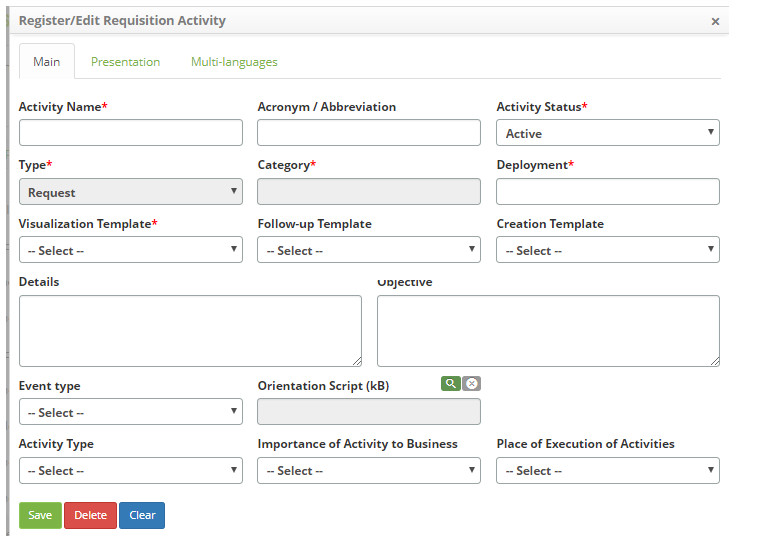 Register/Edit Requisition Activity ×
Main Presentation Multi-languages
Activity Name* Acronym / Abbreviation Activity Status*
Active
Type* Category* Deployment*
Request
Visualization Template* Follow-up Template Creation Template
-- Select -- -- Select -- -- Select --
Details Objective
Event type Orientation Script (kB)
-- Select --
Activity Type Importance of Activity to Business Place of Execution of Activities
-- Select -- -- Select -- -- Select --
Save Delete Clear